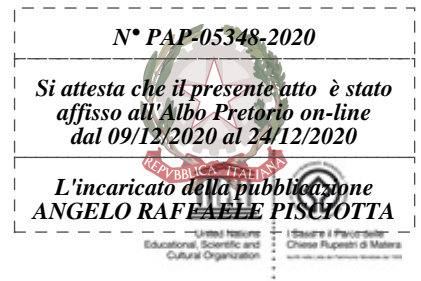 N° PAP-05348-2020
Si attesta che il presente atto è stato
affisso all'Albo Pretorio on-line
dal 09/12/2020 al 24/12/2020
REPVBBLICA ITALIANA
L'incaricato della pubblicazione
ANGELO RAFFAELE PISCIOTTA
United Nations
Educational, Scientific and
Cultural Organization
I Sassi e il Parco delle
Chiese Rupestri di Matera